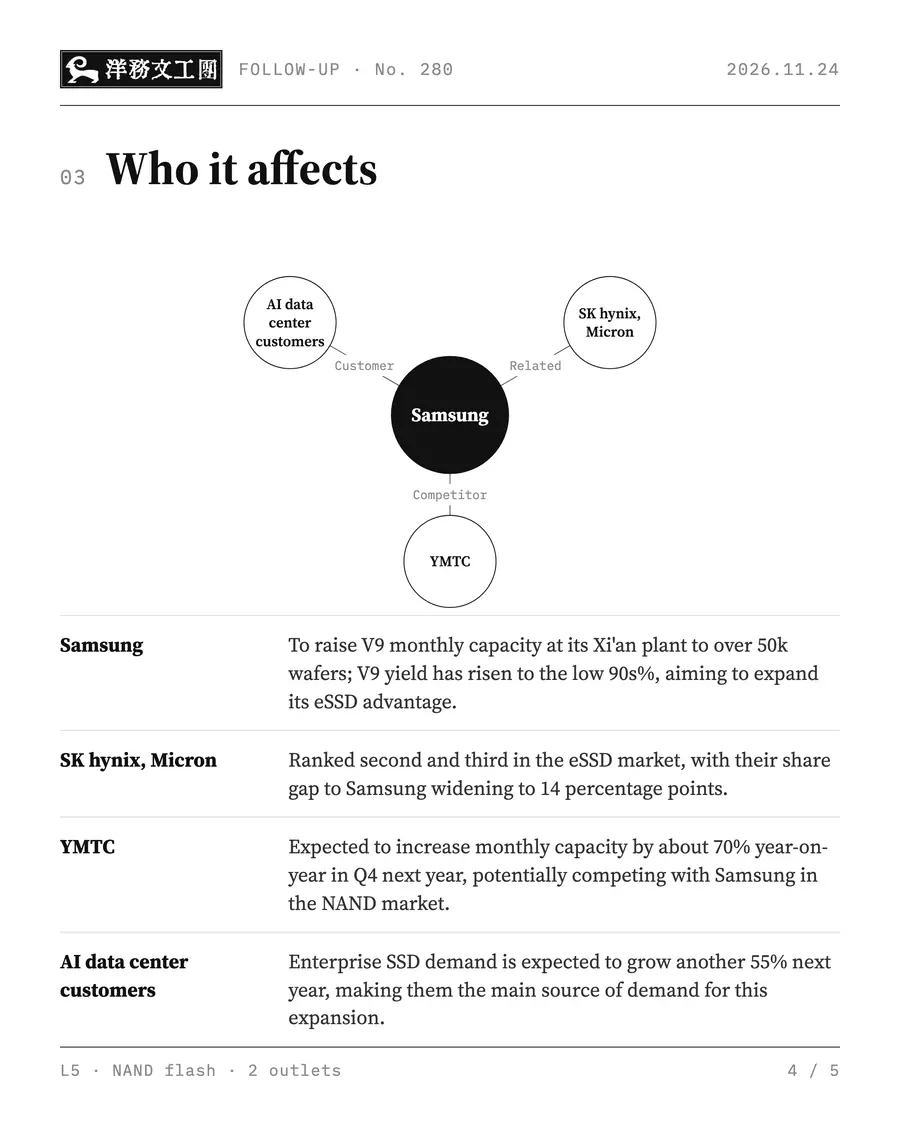 洋務文工團 FOLLOW-UP · No. 280 2026.11.24
03 Who it affects
AI data
center
customers
SK hynix,
Micron
Customer
Related
Samsung
Competitor
YMTC
Samsung
To raise V9 monthly capacity at its Xi'an plant to over 50k
wafers; V9 yield has risen to the low 90s%, aiming to expand
its eSSD advantage.
SK hynix, Micron
Ranked second and third in the eSSD market, with their share
gap to Samsung widening to 14 percentage points.
YMTC
Expected to increase monthly capacity by about 70% year-on-
year in Q4 next year, potentially competing with Samsung in
the NAND market.
AI data center
customers
Enterprise SSD demand is expected to grow another 55% next
year, making them the main source of demand for this
expansion.
L5 · NAND flash · 2 outlets 4 / 5